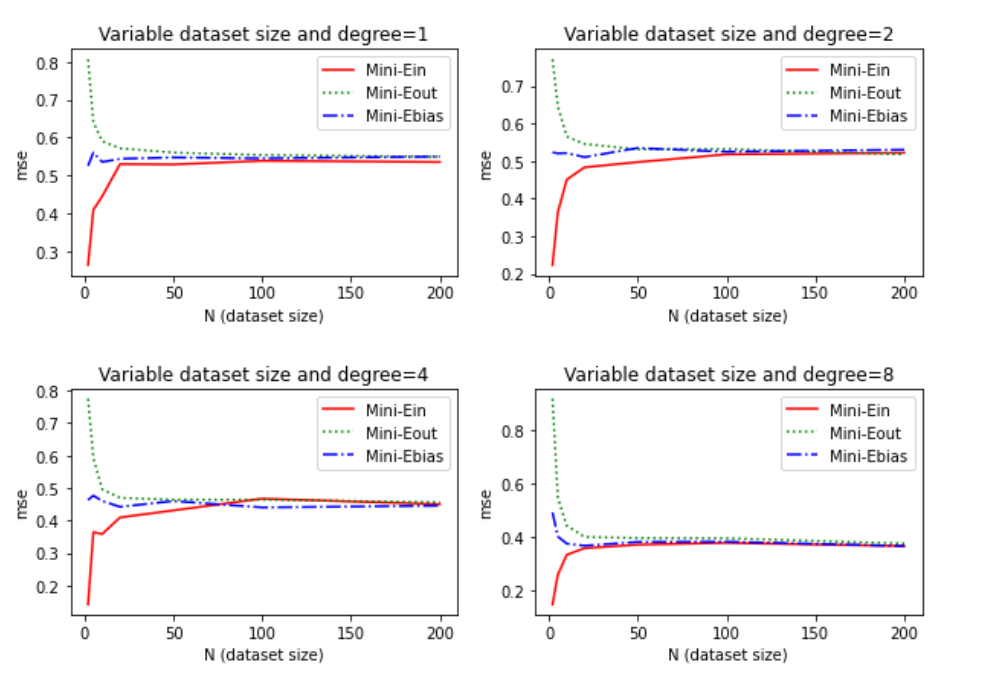 Variable dataset size and degree=1
0.8
0.7
0.6
0.5
0.4
0.3
mse
Mini-Ein
Mini-Eout
Mini-Ebias
0
50
100
150
200
N (dataset size)
Variable dataset size and degree=2
0.7
0.6
0.5
0.4
0.3
0.2
mse
Mini-Ein
Mini-Eout
Mini-Ebias
0
50
100
150
200
N (dataset size)
Variable dataset size and degree=4
0.8
0.7
0.6
0.5
0.4
0.3
0.2
mse
Mini-Ein
Mini-Eout
Mini-Ebias
0
50
100
150
200
N (dataset size)
Variable dataset size and degree=8
0.8
0.6
0.4
0.2
mse
Mini-Ein
Mini-Eout
Mini-Ebias
0
50
100
150
200
N (dataset size)